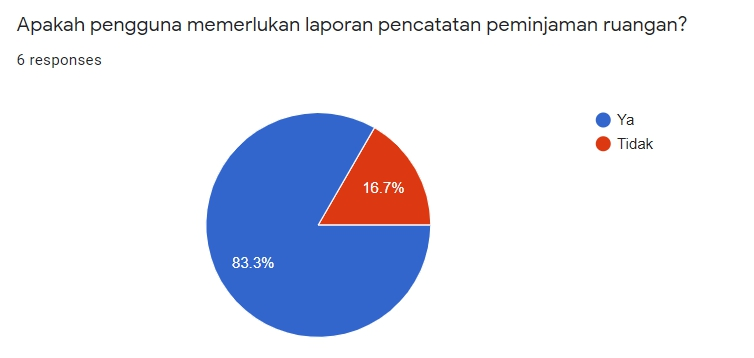 Apakah pengguna memerlukan laporan pencatatan peminjaman ruangan?
6 responses
Ya
Tidak
16.7%
83.3%